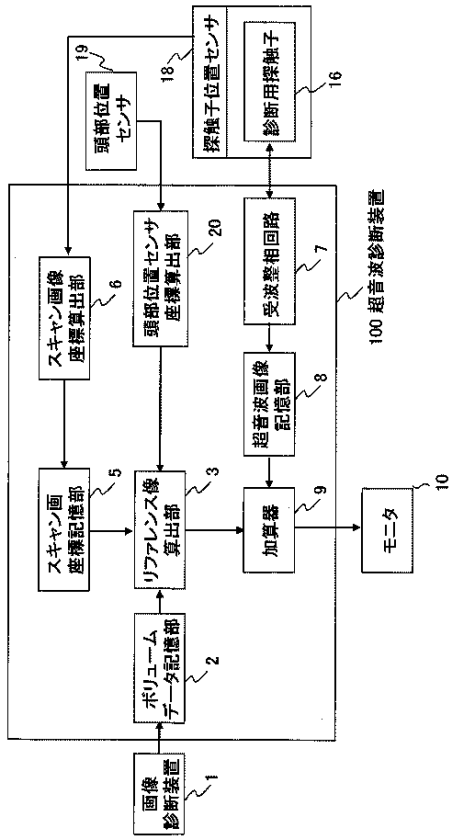 スキャン画
座標記憶部
5
スキャン画像
座標算出部
6
頭部位置
センサ
19
画像
診断装置
1
ボリューム
データ記憶部
2
リファレンス像
算出部
3
頭部位置センサ
座標算出部
20
探触子位置センサ
18
診断用探触子
16
加算器
9
超音波画像
記憶部
8
受波整相回路
7
100 超音波診断装置
モニタ
10